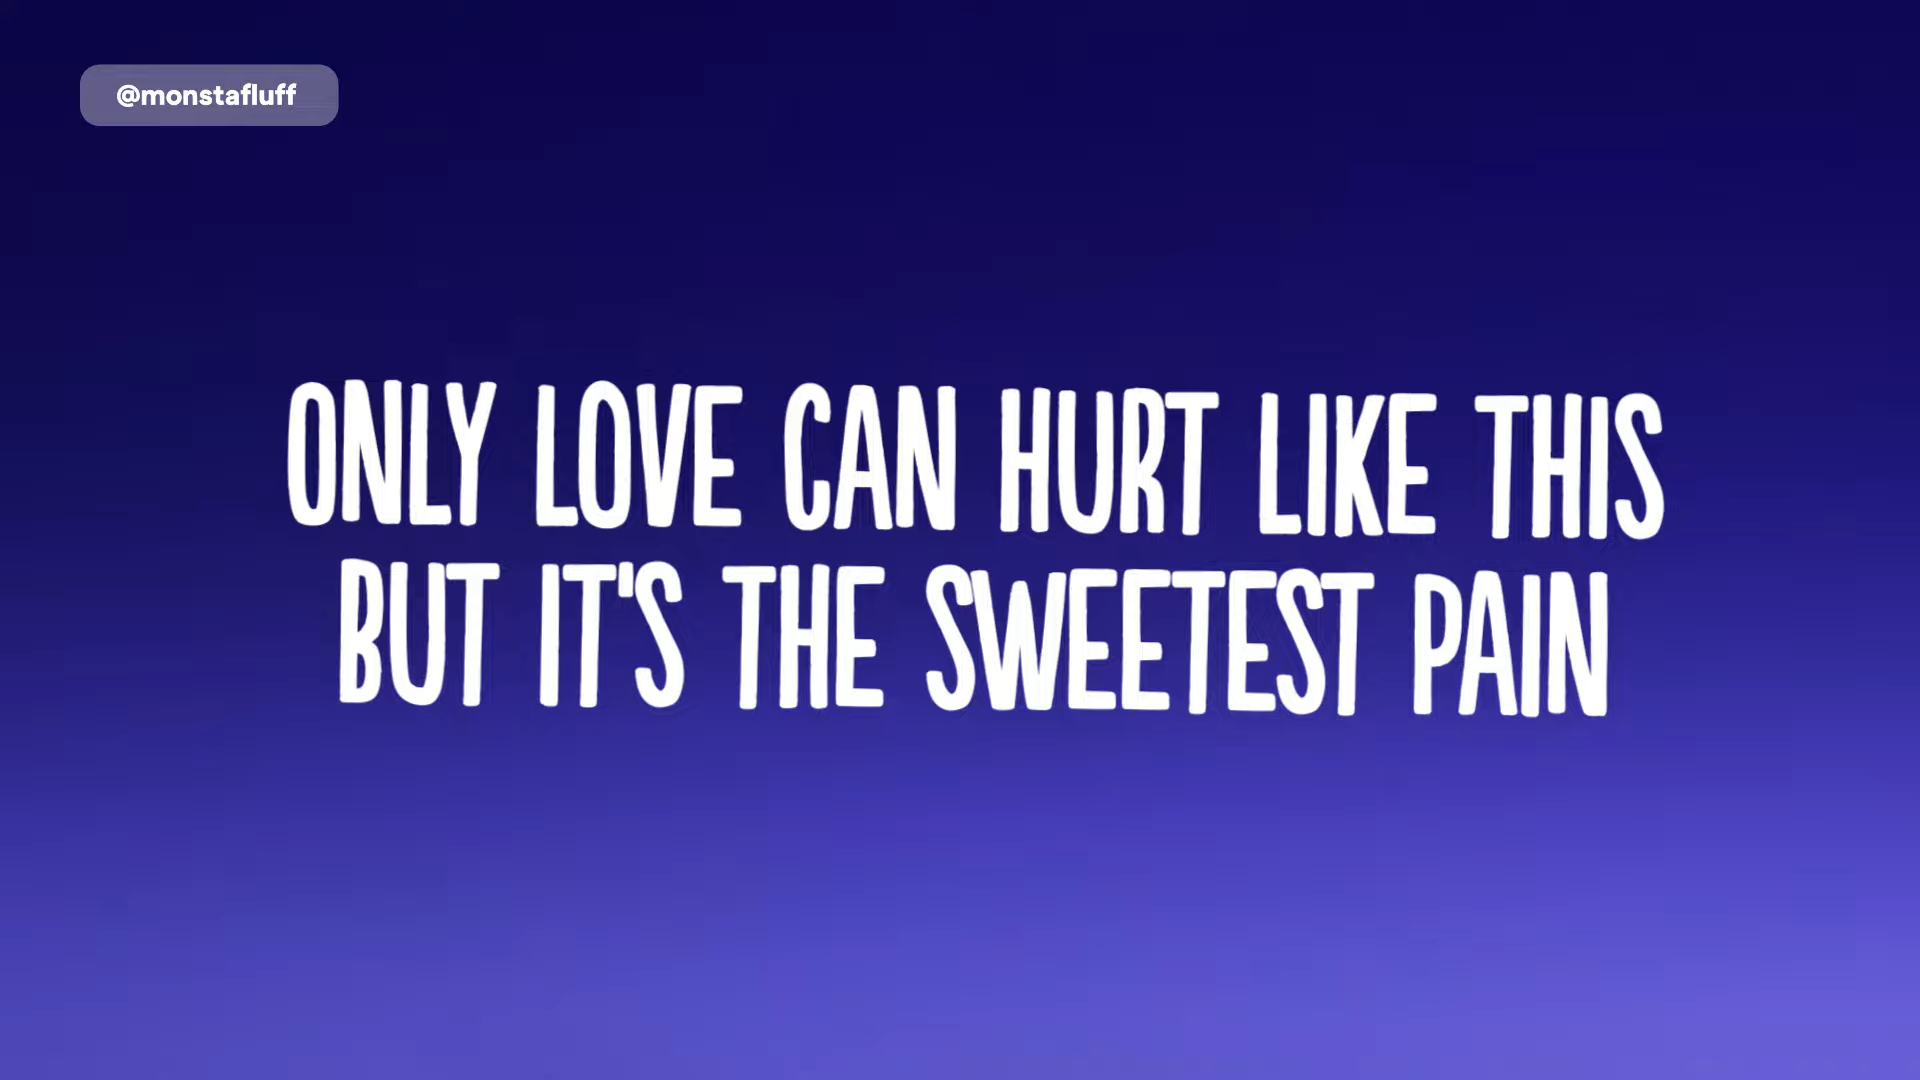 @monstafluff
ONLY LOVE CAN HURT LIKE THIS
BUT IT'S THE SWEETEST PAIN